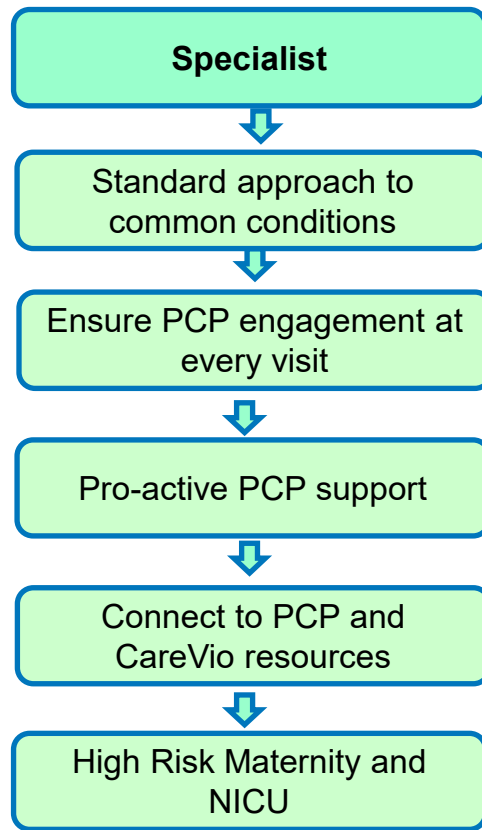 Specialist
Standard approach to
common conditions
Ensure PCP engagement at
every visit
Pro-active PCP support
Connect to PCP and
CareVio resources
High Risk Maternity and
NICU